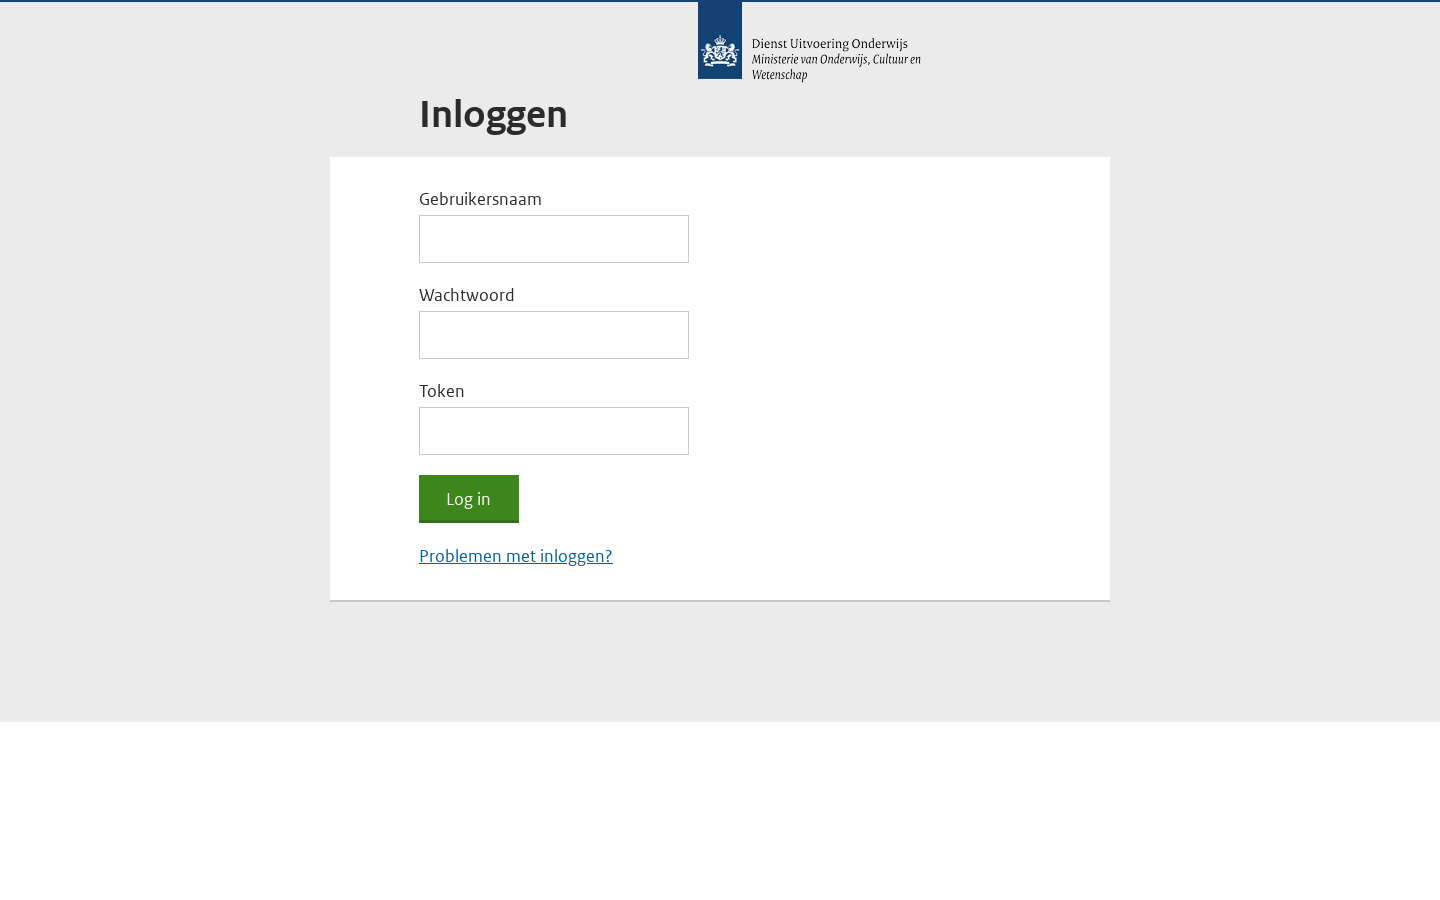 Dienst Uitvoering Onderwijs
Ministerie van Onderwijs, Cultuur en
Wetenschap
Inloggen
Gebruikersnaam
Wachtwoord
Token
Log in
Problemen met inloggen?